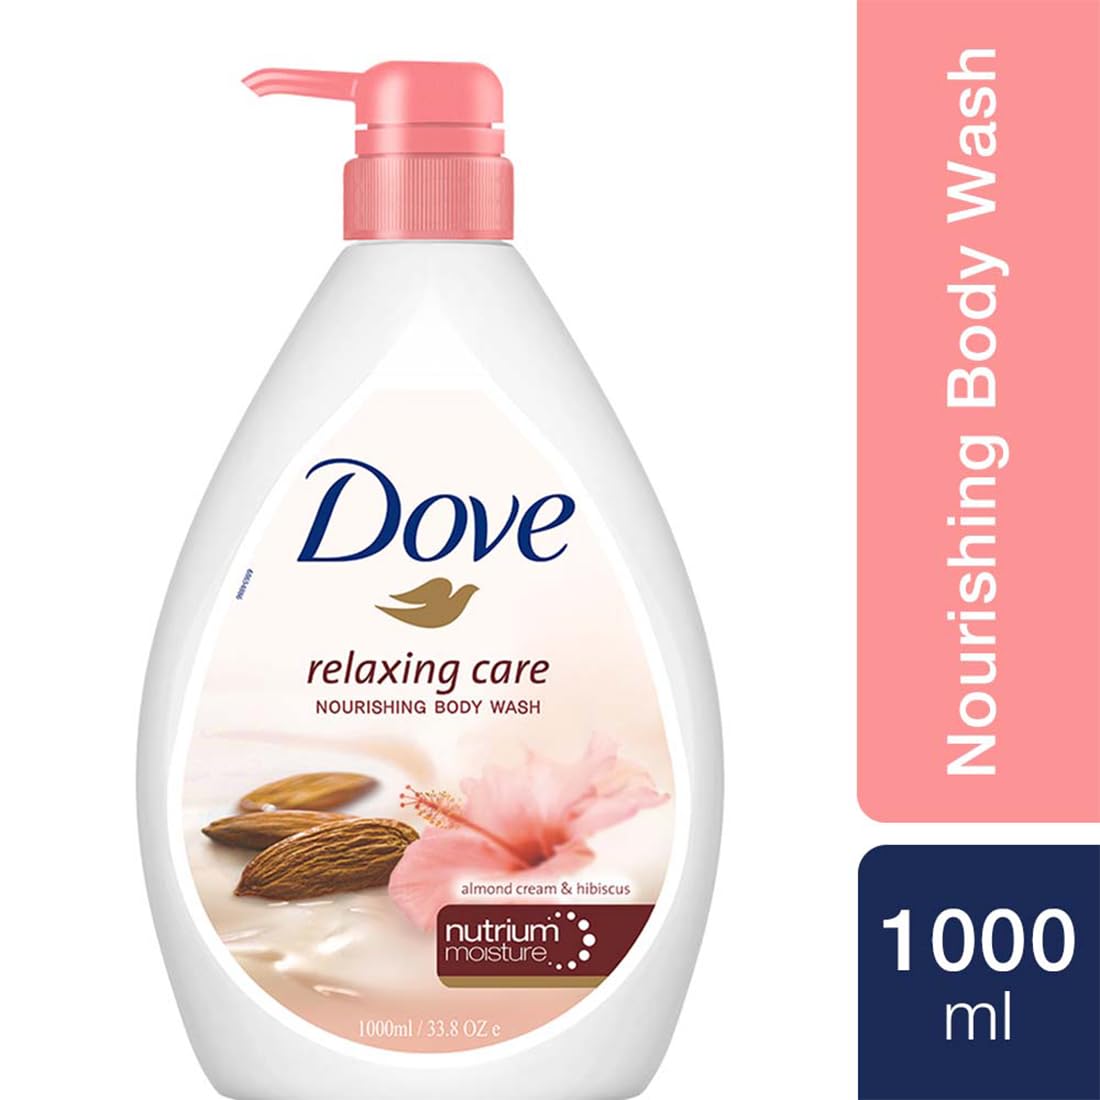 Dove
relaxing care
NOURISHING BODY WASH
almond cream & hibiscus
nutrium
moisture
1000ml / 33.8 OZ e
Nourishing Body Wash
1000
ml